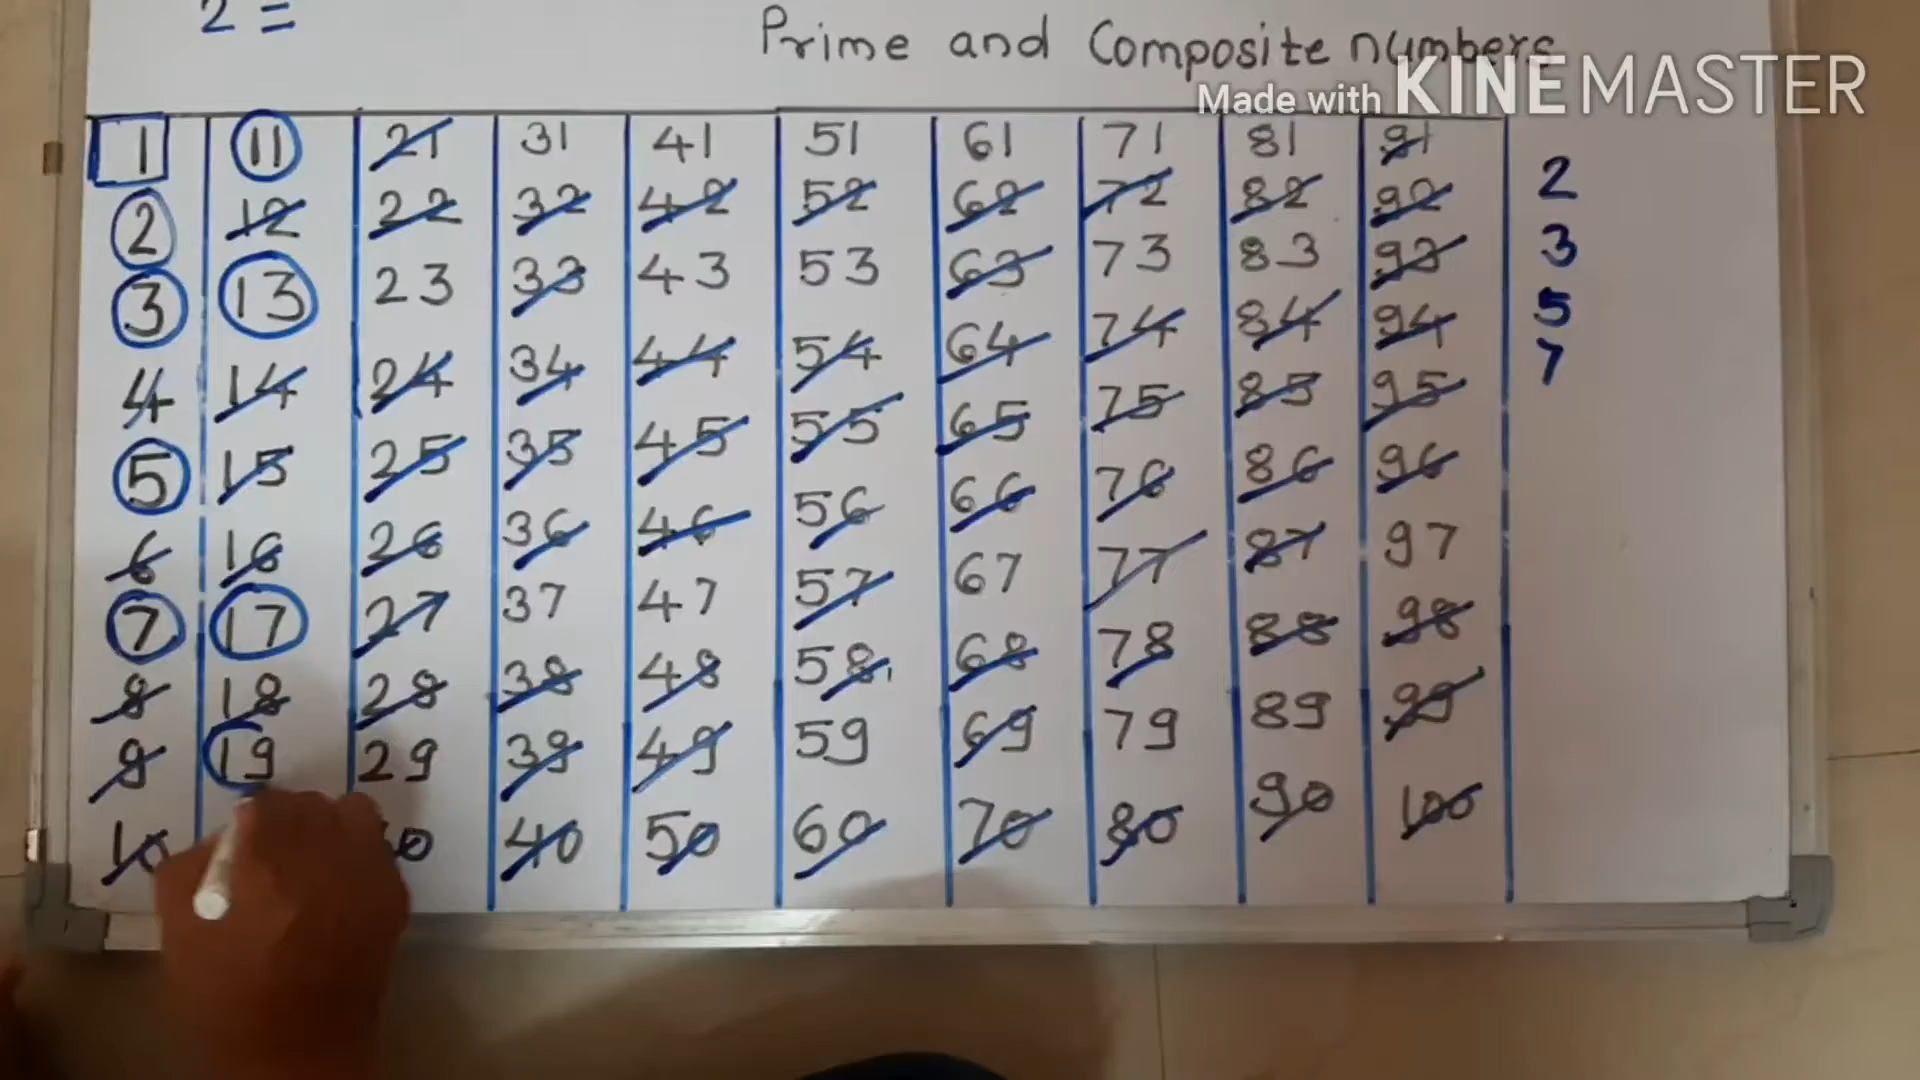 2 =
Prime and Composite numbers
Made with KINEMASTER
1 11 21 31 41 51 61 71 81 91
2 12 22 32 42 52 62 72 82 92
3 13 23 33 43 53 63 73 83 93
4 14 24 34 44 54 64 74 84 94
5 15 25 35 45 55 65 75 85 95
6 16 26 36 46 56 66 76 86 96
7 17 27 37 47 57 67 77 87 97
8 18 28 38 48 58 68 78 88 98
9 19 29 39 49 59 69 79 89 99
10 40 50 60 70 80 90 100
2
3
5
7